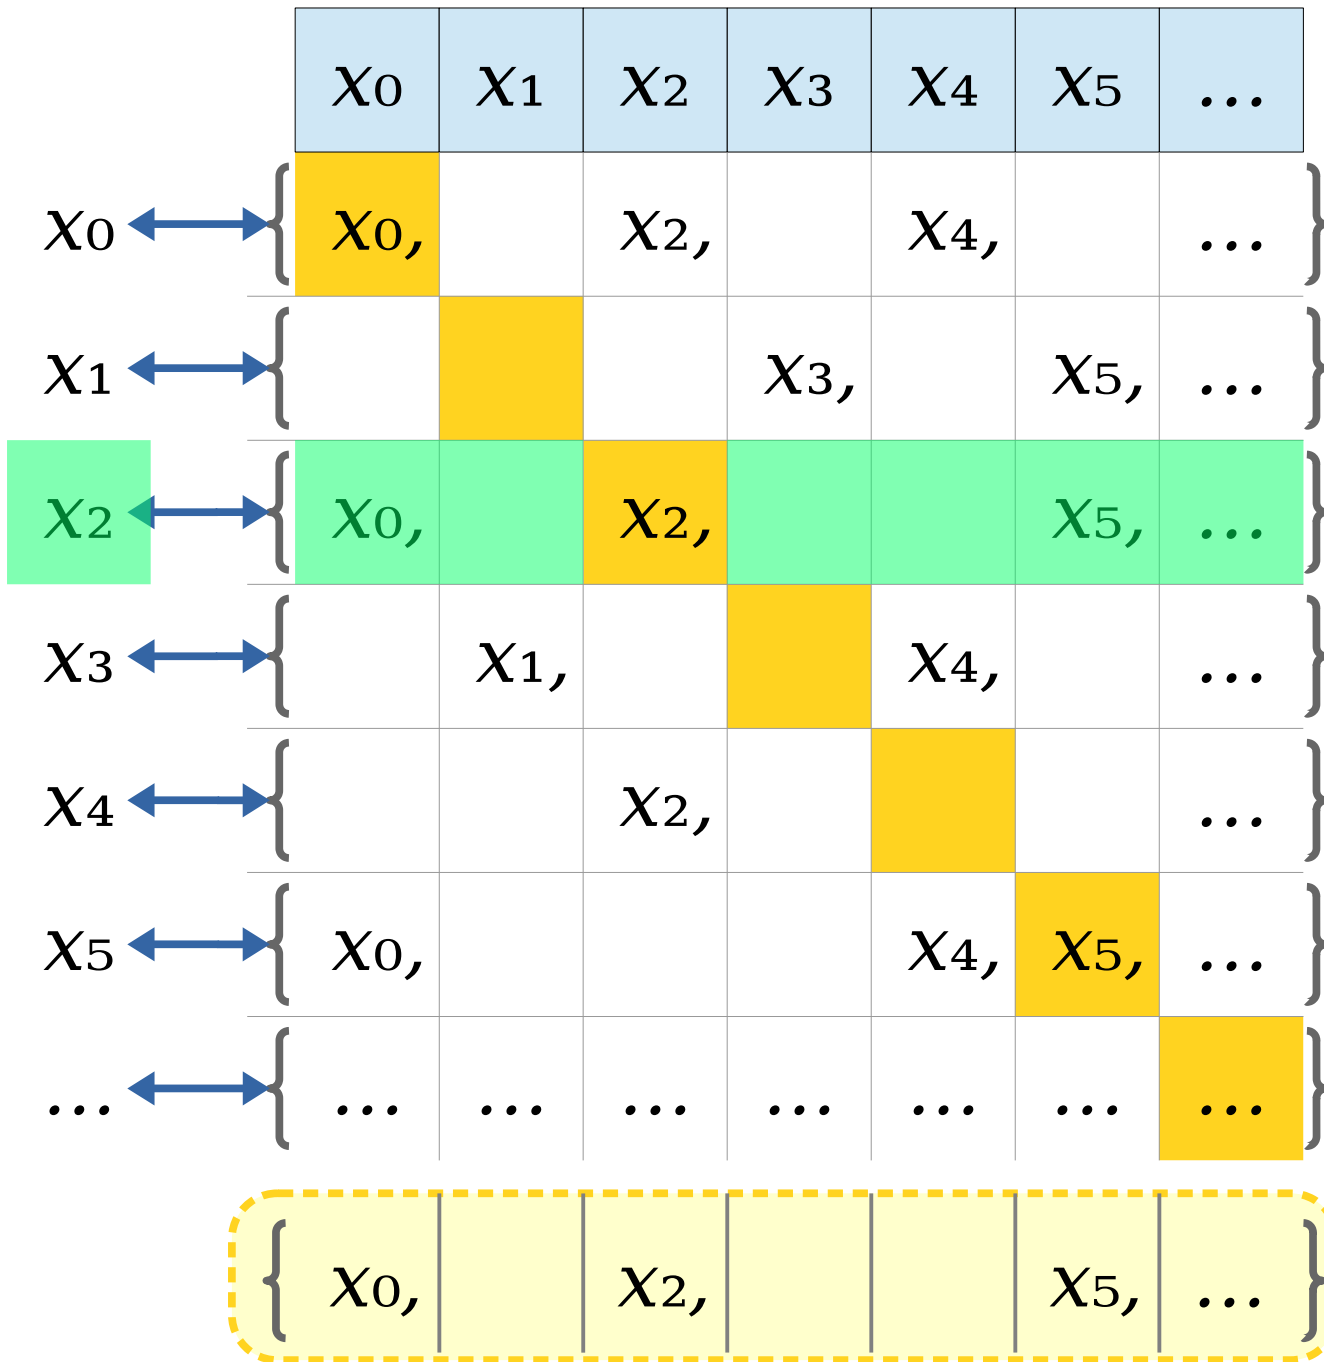 x₀ x₁ x₂ x₃ x₄ x₅ ...
x₀ { x₀, x₂, x₄, ... }
x₁ { x₃, x₅, ... }
x₂ { x₀, x₂, x₅, ... }
x₃ { x₁, x₄, ... }
x₄ { x₂, ... }
x₅ { x₀, x₄, x₅, ... }
... { ... ... ... ... ... ... ... }
{ x₀, x₂, x₅, ... }